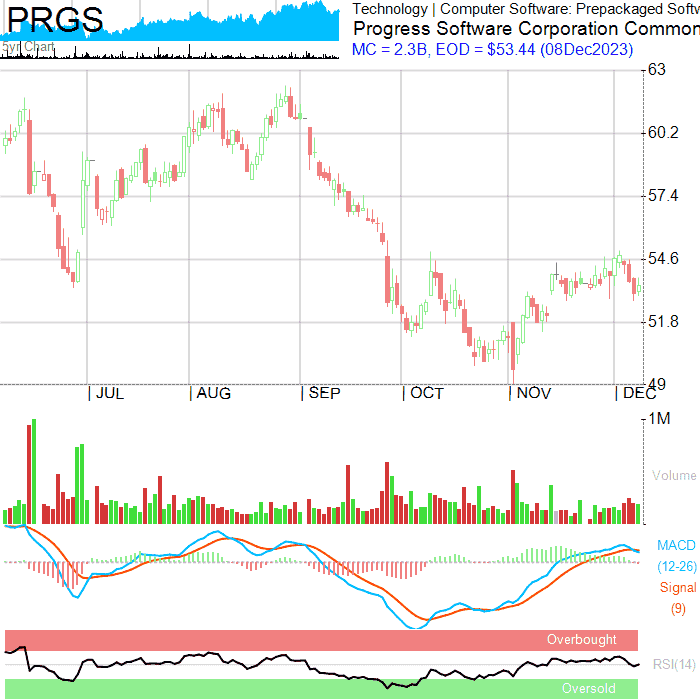 PRGS
Technology | Computer Software: Prepackaged Softw
Progress Software Corporation Common
5yr Chart
MC = 2.3B, EOD = $53.44 (08Dec2023)
63
60.2
57.4
54.6
51.8
49
| JUL | AUG | SEP | OCT | NOV | DEC
1M
Volume
MACD
(12-26)
Signal
(9)
Overbought
RSI(14)
Oversold